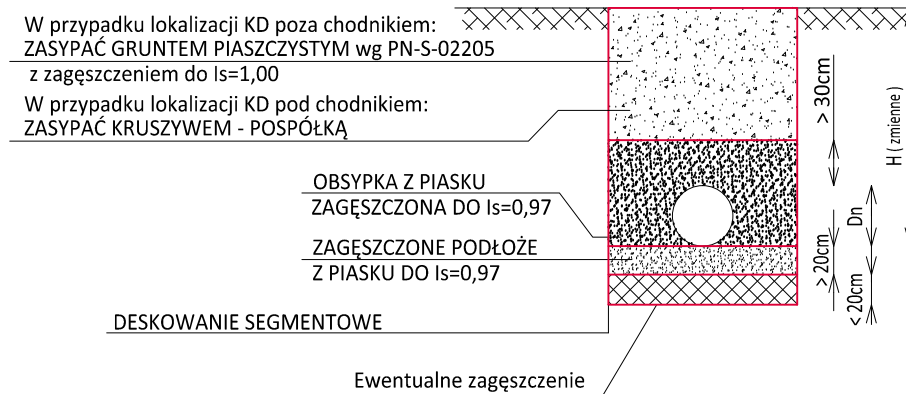 W przypadku lokalizacji KD poza chodnikiem:
ZASYPAĆ GRUNTEM PIASZCZYSTYM wg PN-S-02205
z zagęszczeniem do Is=1,00
W przypadku lokalizacji KD pod chodnikiem:
ZASYPAĆ KRUSZYWEM - POSPÓŁKĄ
OBSYPKA Z PIASKU
ZAGĘSZCZONA DO Is=0,97
ZAGĘSZCZONE PODŁOŻE
Z PIASKU DO Is=0,97
DESKOWANIE SEGMENTOWE
Ewentualne zagęszczenie
> 30cm
H ( zmienne )
Dn
>20cm
< 20cm